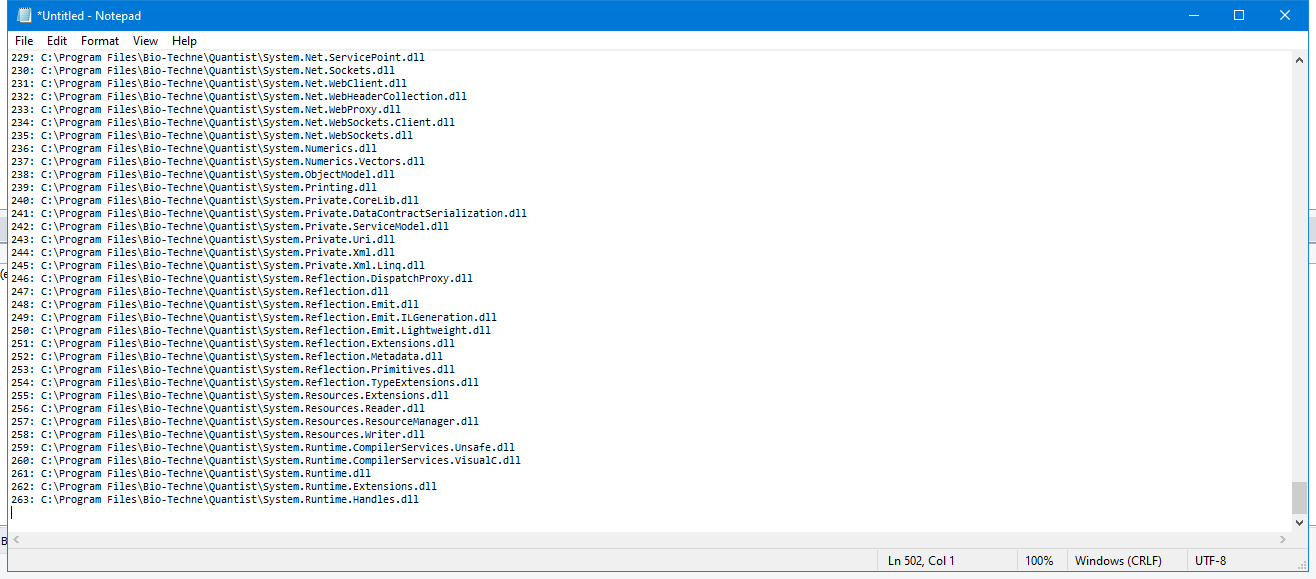 *Untitled - Notepad
File Edit Format View Help
229: C:\Program Files\Bio-Techne\Quantist\System.Net.ServicePoint.dll
230: C:\Program Files\Bio-Techne\Quantist\System.Net.Sockets.dll
231: C:\Program Files\Bio-Techne\Quantist\System.Net.WebClient.dll
232: C:\Program Files\Bio-Techne\Quantist\System.Net.WebHeaderCollection.dll
233: C:\Program Files\Bio-Techne\Quantist\System.Net.WebProxy.dll
234: C:\Program Files\Bio-Techne\Quantist\System.Net.WebSockets.Client.dll
235: C:\Program Files\Bio-Techne\Quantist\System.Net.WebSockets.dll
236: C:\Program Files\Bio-Techne\Quantist\System.Numerics.dll
237: C:\Program Files\Bio-Techne\Quantist\System.Numerics.Vectors.dll
238: C:\Program Files\Bio-Techne\Quantist\System.ObjectModel.dll
239: C:\Program Files\Bio-Techne\Quantist\System.Printing.dll
240: C:\Program Files\Bio-Techne\Quantist\System.Private.CoreLib.dll
241: C:\Program Files\Bio-Techne\Quantist\System.Private.DataContractSerialization.dll
242: C:\Program Files\Bio-Techne\Quantist\System.Private.ServiceModel.dll
243: C:\Program Files\Bio-Techne\Quantist\System.Private.Uri.dll
244: C:\Program Files\Bio-Techne\Quantist\System.Private.Xml.dll
245: C:\Program Files\Bio-Techne\Quantist\System.Private.Xml.Linq.dll
246: C:\Program Files\Bio-Techne\Quantist\System.Reflection.DispatchProxy.dll
247: C:\Program Files\Bio-Techne\Quantist\System.Reflection.dll
248: C:\Program Files\Bio-Techne\Quantist\System.Reflection.Emit.dll
249: C:\Program Files\Bio-Techne\Quantist\System.Reflection.Emit.ILGeneration.dll
250: C:\Program Files\Bio-Techne\Quantist\System.Reflection.Emit.Lightweight.dll
251: C:\Program Files\Bio-Techne\Quantist\System.Reflection.Extensions.dll
252: C:\Program Files\Bio-Techne\Quantist\System.Reflection.Metadata.dll
253: C:\Program Files\Bio-Techne\Quantist\System.Reflection.Primitives.dll
254: C:\Program Files\Bio-Techne\Quantist\System.Reflection.TypeExtensions.dll
255: C:\Program Files\Bio-Techne\Quantist\System.Resources.Extensions.dll
256: C:\Program Files\Bio-Techne\Quantist\System.Resources.Reader.dll
257: C:\Program Files\Bio-Techne\Quantist\System.Resources.ResourceManager.dll
258: C:\Program Files\Bio-Techne\Quantist\System.Resources.Writer.dll
259: C:\Program Files\Bio-Techne\Quantist\System.Runtime.CompilerServices.Unsafe.dll
260: C:\Program Files\Bio-Techne\Quantist\System.Runtime.CompilerServices.VisualC.dll
261: C:\Program Files\Bio-Techne\Quantist\System.Runtime.dll
262: C:\Program Files\Bio-Techne\Quantist\System.Runtime.Extensions.dll
263: C:\Program Files\Bio-Techne\Quantist\System.Runtime.Handles.dll
Ln 502, Col 1 100% Windows (CRLF) UTF-8